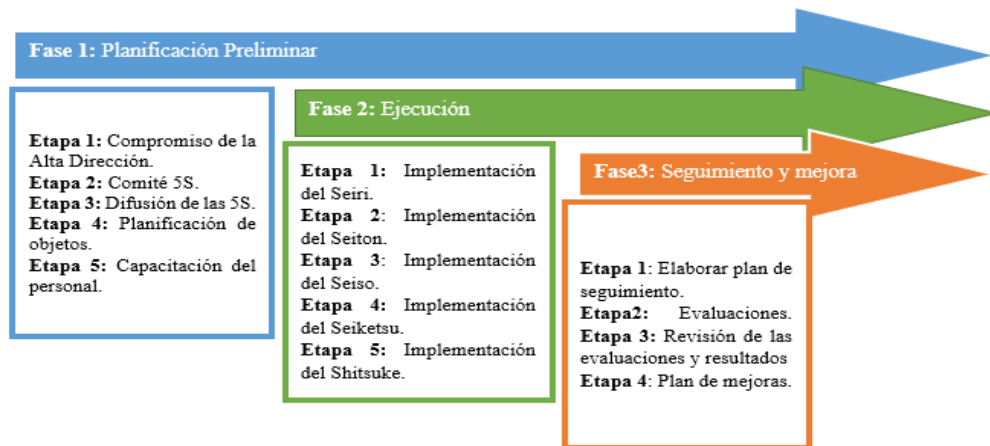 Fase 1: Planificación Preliminar
Etapa 1: Compromiso de la
Alta Dirección.
Etapa 2: Comité 5S.
Etapa 3: Difusión de las 5S.
Etapa 4: Planificación de
objetos.
Etapa 5: Capacitación del
personal.
Fase 2: Ejecución
Etapa 1: Implementación
del Seiri.
Etapa 2: Implementación
del Seiton.
Etapa 3: Implementación
del Seiso.
Etapa 4: Implementación
del Seiketsu.
Etapa 5: Implementación
del Shitsuke.
Fase3: Seguimiento y mejora
Etapa 1: Elaborar plan de
seguimiento.
Etapa2: Evaluaciones.
Etapa 3: Revisión de las
evaluaciones y resultados
Etapa 4: Plan de mejoras.